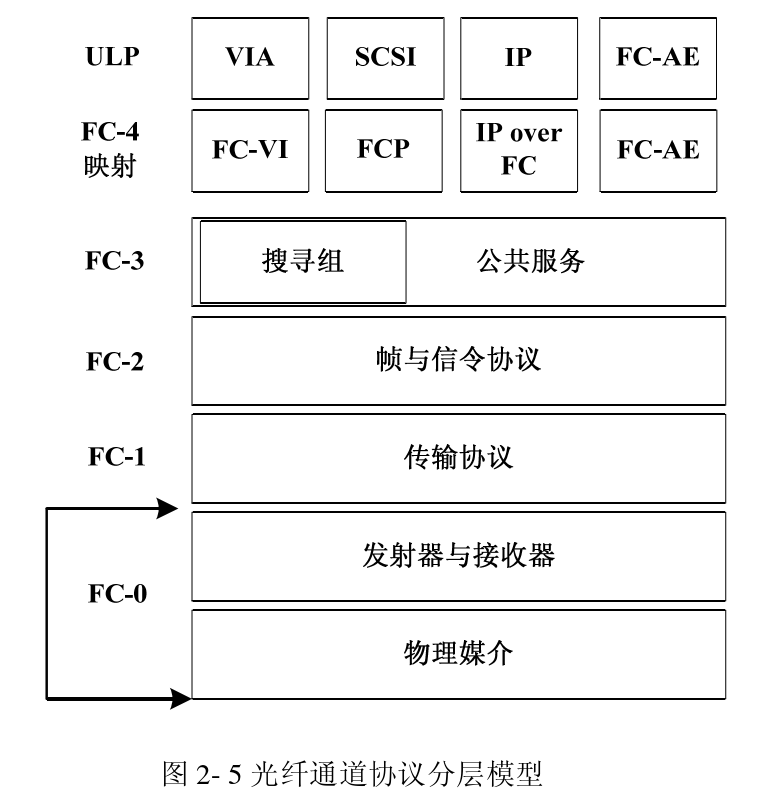 ULP VIA SCSI IP FC-AE
FC-4
映射
FC-VI FCP IP over
FC FC-AE
FC-3 搜寻组 公共服务
FC-2 帧与信令协议
FC-1 传输协议
发射器与接收器
FC-0
物理媒介
图 2- 5 光纤通道协议分层模型